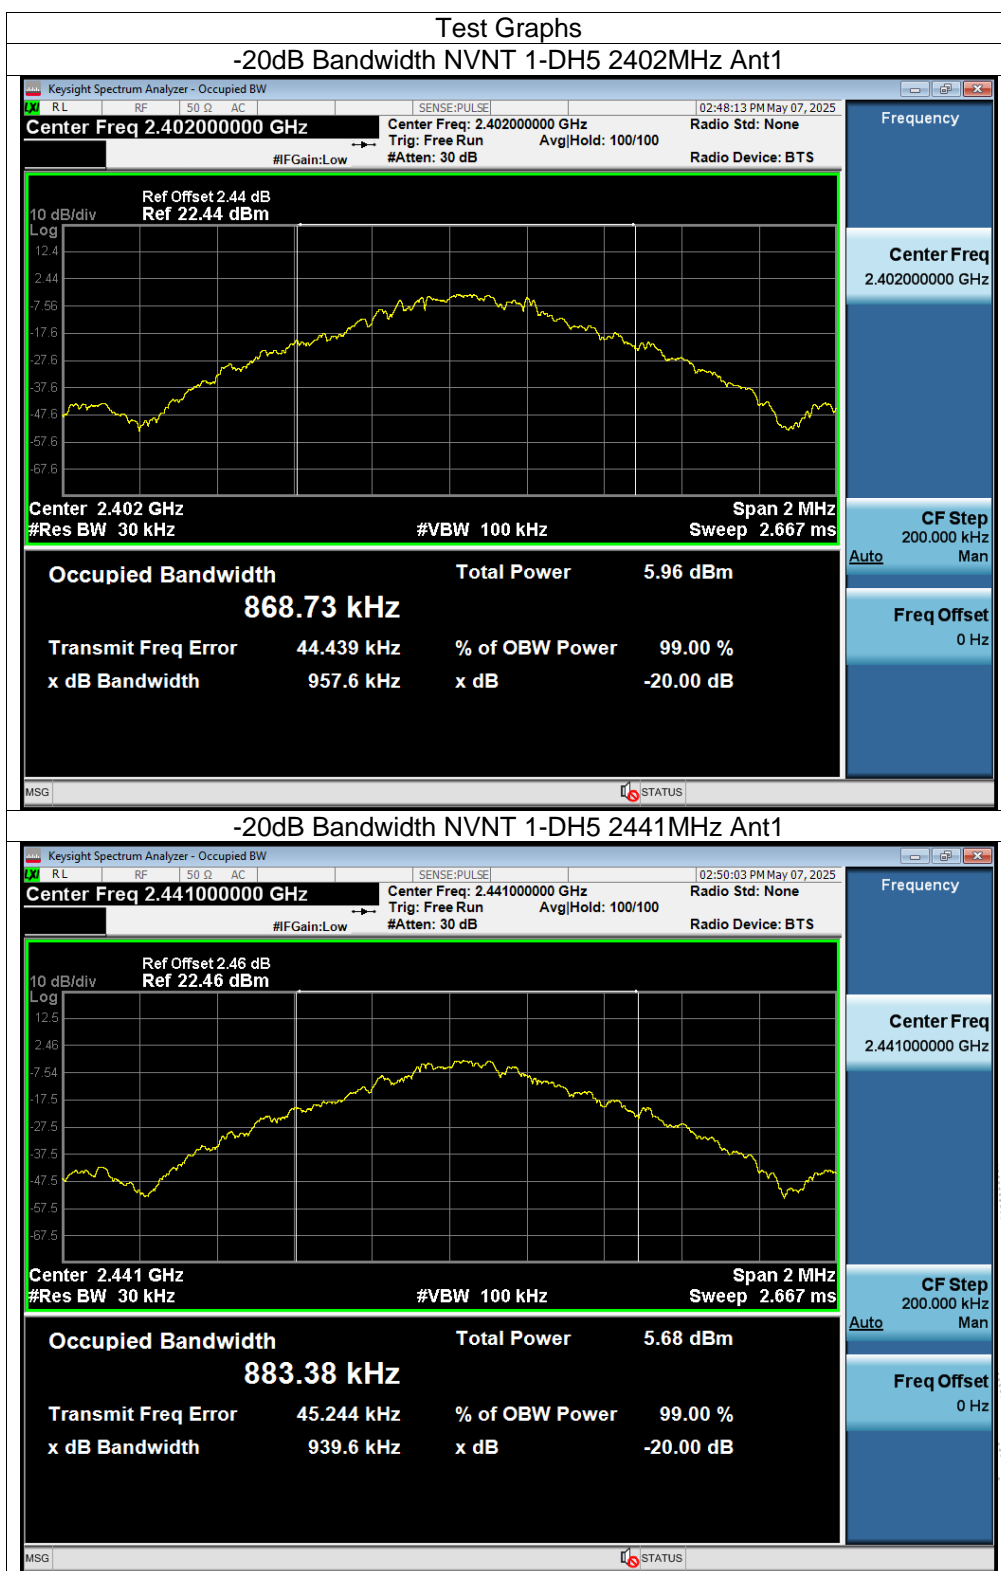 Test Graphs
-20dB Bandwidth NVNT 1-DH5 2402MHz Ant1
Keysight Spectrum Analyzer - Occupied BW
LXI RL RF 50 Ω AC SENSE:PULSE 02:48:13 PM May 07, 2025
Center Freq 2.402000000 GHz Center Freq: 2.402000000 GHz Radio Std: None Frequency
Trig: Free Run Avg|Hold: 100/100
#IFGain:Low #Atten: 30 dB Radio Device: BTS
Ref Offset 2.44 dB
10 dB/div Ref 22.44 dBm
Log
12.4
2.44
-7.56
-17.6
-27.6
-37.6
-47.6
-57.6
-67.6
Center Freq
2.402000000 GHz
Center 2.402 GHz Span 2 MHz
#Res BW 30 kHz #VBW 100 kHz Sweep 2.667 ms
CF Step
200.000 kHz
Auto Man
Occupied Bandwidth Total Power 5.96 dBm
868.73 kHz
Freq Offset
0 Hz
Transmit Freq Error 44.439 kHz % of OBW Power 99.00 %
x dB Bandwidth 957.6 kHz x dB -20.00 dB
MSG STATUS
-20dB Bandwidth NVNT 1-DH5 2441MHz Ant1
Keysight Spectrum Analyzer - Occupied BW
LXI RL RF 50 Ω AC SENSE:PULSE 02:50:03 PM May 07, 2025
Center Freq 2.441000000 GHz Center Freq: 2.441000000 GHz Radio Std: None Frequency
Trig: Free Run Avg|Hold: 100/100
#IFGain:Low #Atten: 30 dB Radio Device: BTS
Ref Offset 2.46 dB
10 dB/div Ref 22.46 dBm
Log
12.5
2.46
-7.54
-17.5
-27.5
-37.5
-47.5
-57.5
-67.5
Center Freq
2.441000000 GHz
Center 2.441 GHz Span 2 MHz
#Res BW 30 kHz #VBW 100 kHz Sweep 2.667 ms
CF Step
200.000 kHz
Auto Man
Occupied Bandwidth Total Power 5.68 dBm
883.38 kHz
Freq Offset
0 Hz
Transmit Freq Error 45.244 kHz % of OBW Power 99.00 %
x dB Bandwidth 939.6 kHz x dB -20.00 dB
MSG STATUS